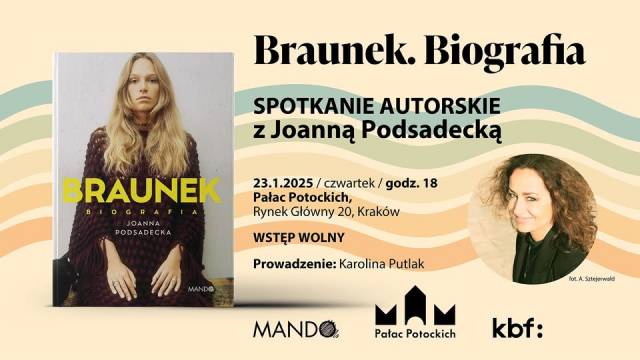 Braunek. Biografia
SPOTKANIE AUTORSKIE
z Joanną Podsadecką
BRAUNEK
BIOGRAFIA
JOANNA
PODSADECKA
MANDO
23.1.2025 / czwartek / godz. 18
Pałac Potockich,
Rynek Główny 20, Kraków
WSTĘP WOLNY
Prowadzenie: Karolina Putlak
fot. A. Sztejerwald
MANDO
Pałac Potockich
kbf: